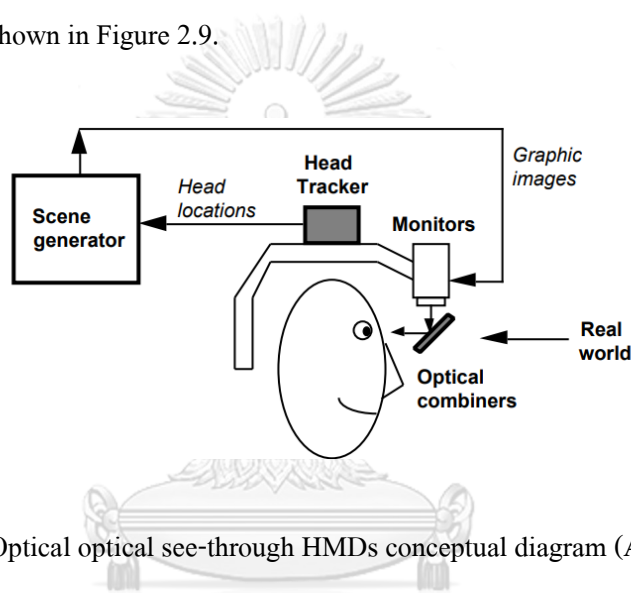 hown in Figure 2.9.
Graphic
images
Head
Tracker
Head
locations
Monitors
Scene
generator
Real
world
Optical
combiners
Optical optical see-through HMDs conceptual diagram (A